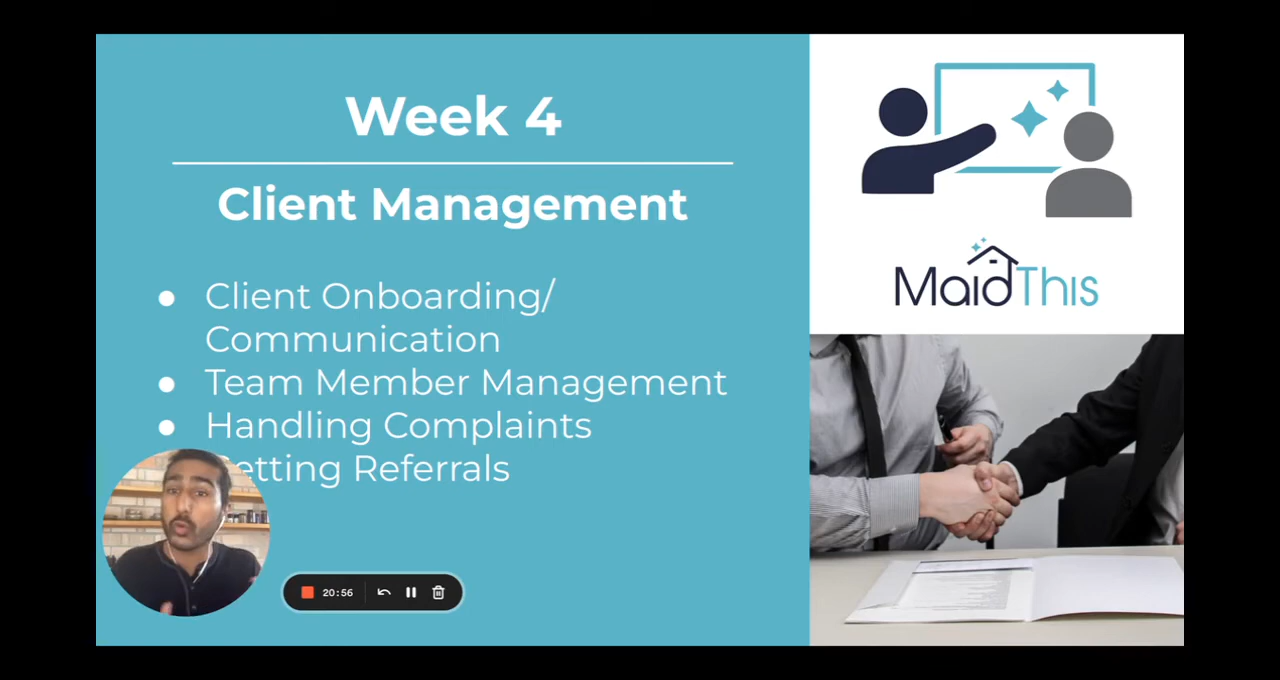 Week 4
Client Management
● Client Onboarding/
Communication
● Team Member Management
● Handling Complaints
etting Referrals
MaidThis
20:56